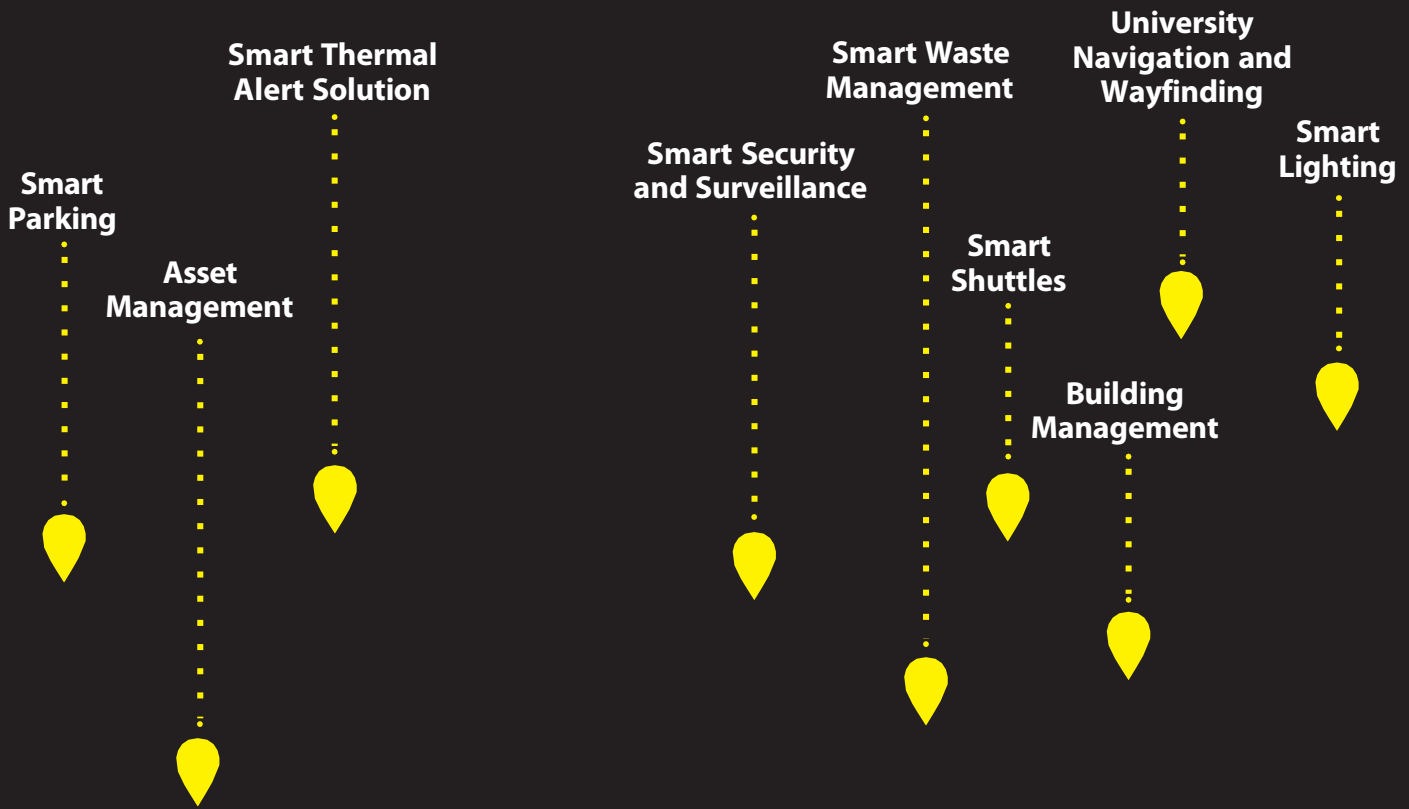 Smart
Parking
Asset
Management
Smart Thermal
Alert Solution
Smart Security
and Surveillance
Smart Waste
Management
Smart
Shuttles
University
Navigation and
Wayfinding
Building
Management
Smart
Lighting